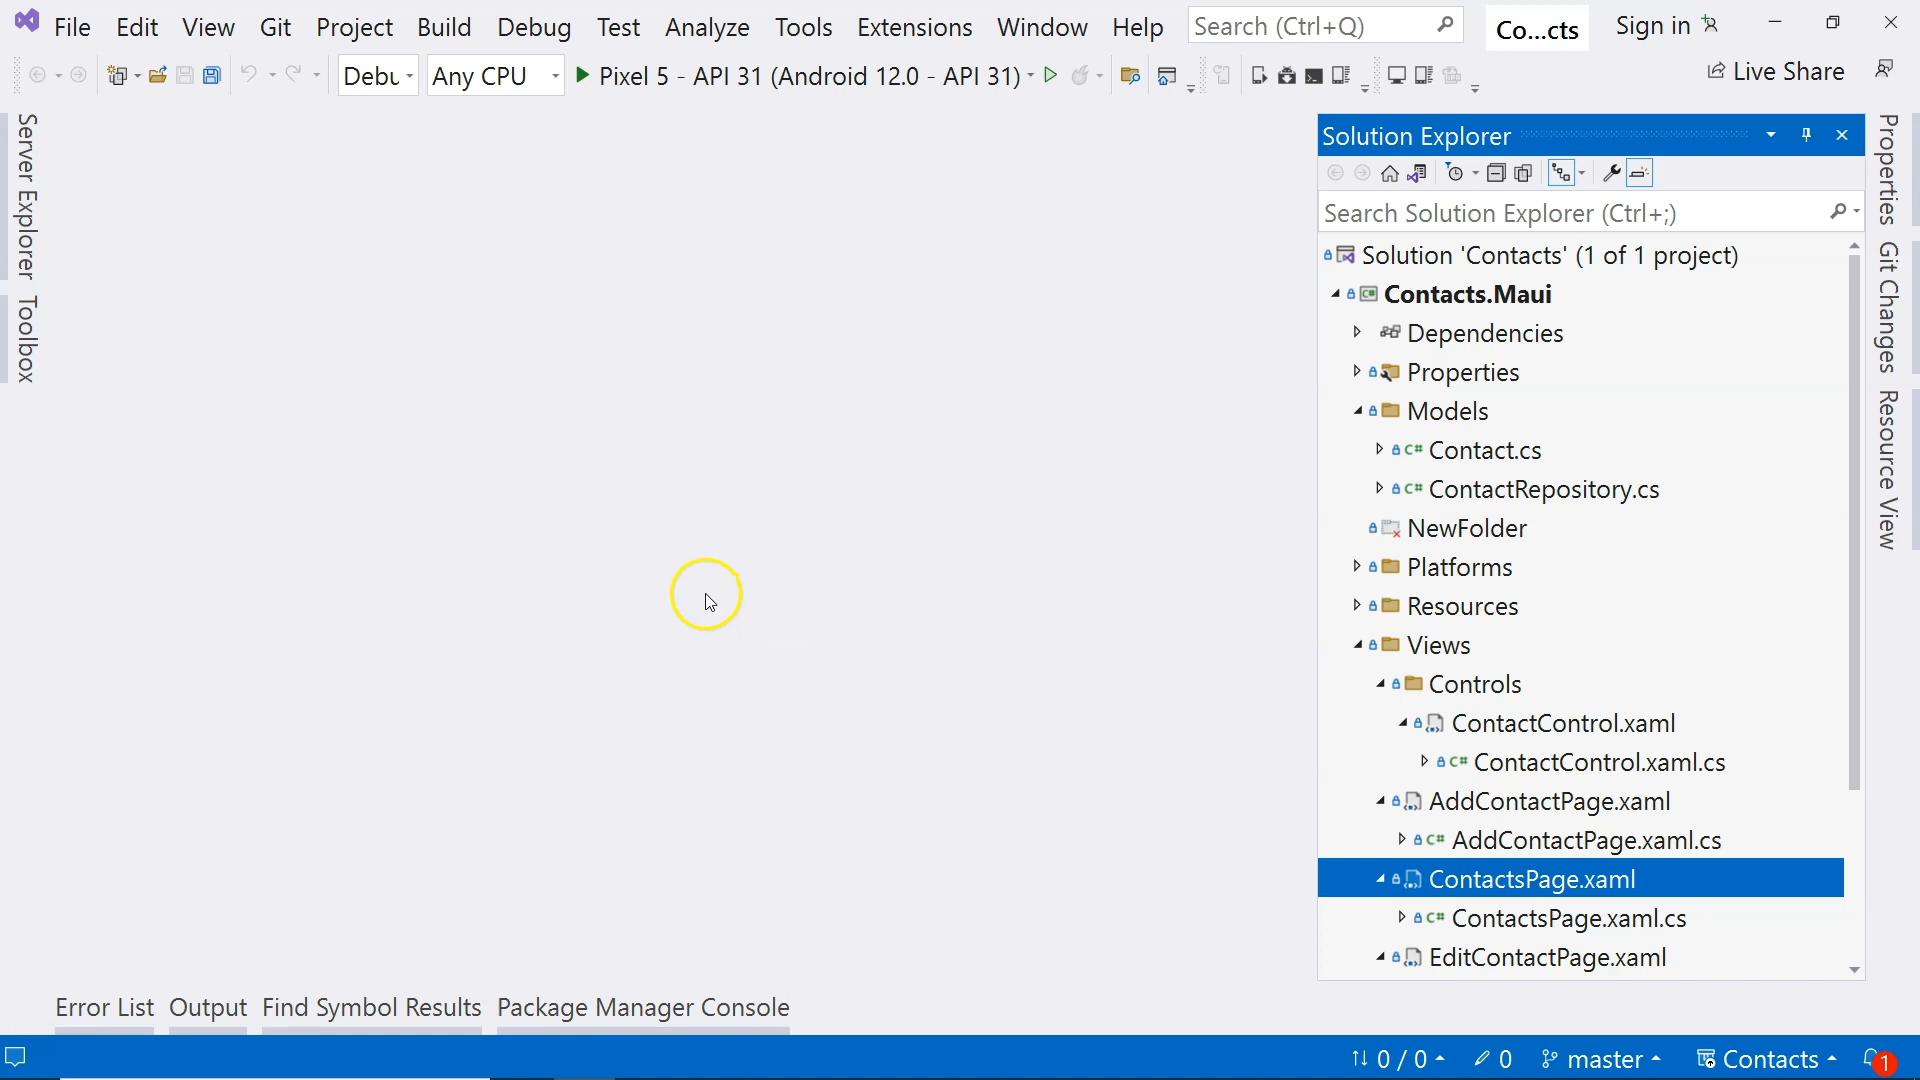 File Edit View Git Project Build Debug Test Analyze Tools Extensions Window Help Search (Ctrl+Q) Co...cts Sign in
Debu Any CPU Pixel 5 - API 31 (Android 12.0 - API 31) Live Share
Server Explorer
Toolbox
Solution Explorer
Search Solution Explorer (Ctrl+;)
Solution 'Contacts' (1 of 1 project)
Contacts.Maui
Dependencies
Properties
Models
C# Contact.cs
C# ContactRepository.cs
NewFolder
Platforms
Resources
Views
Controls
ContactControl.xaml
C# ContactControl.xaml.cs
AddContactPage.xaml
C# AddContactPage.xaml.cs
ContactsPage.xaml
C# ContactsPage.xaml.cs
EditContactPage.xaml
Properties
Git Changes
Resource View
Error List Output Find Symbol Results Package Manager Console
0 / 0 0 master Contacts 1